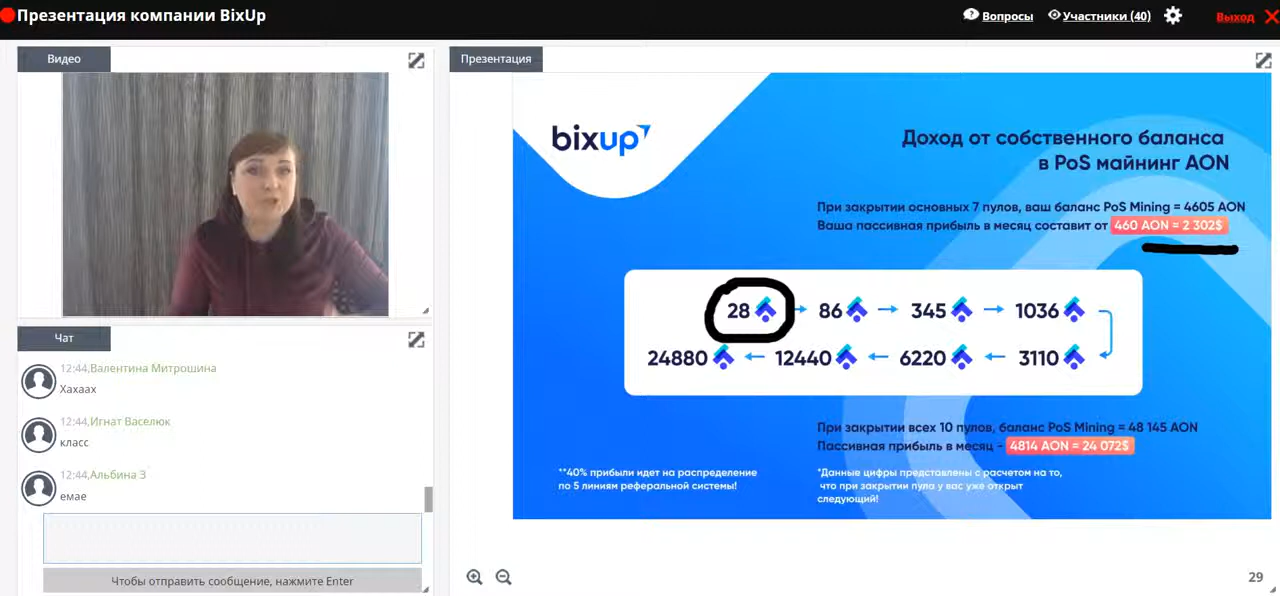 Презентация компании BixUp
Вопросы
Участники (40)
Выход
Видео
Чат
12:44,Валентина Митрошина
Хахаах
12:44,Игнат Васелюк
класс
12:44,Альбина З
емае
Чтобы отправить сообщение, нажмите Enter
Презентация
bixup
Доход от собственного баланса
в PoS майнинг AON
При закрытии основных 7 пулов, ваш баланс PoS Mining = 4605 AON
Ваша пассивная прибыль в месяц составит от 460 AON = 2 302$
28 86 345 1036
24880 12440 6220 3110
При закрытии всех 10 пулов, баланс PoS Mining = 48 145 AON
Пассивная прибыль в месяц - 4814 AON = 24 072$
**40% прибыли идет на распределение
по 5 линиям реферальной системы!
*Данные цифры представлены с расчетом на то,
что при закрытии пула у вас уже открыт
следующий!
29